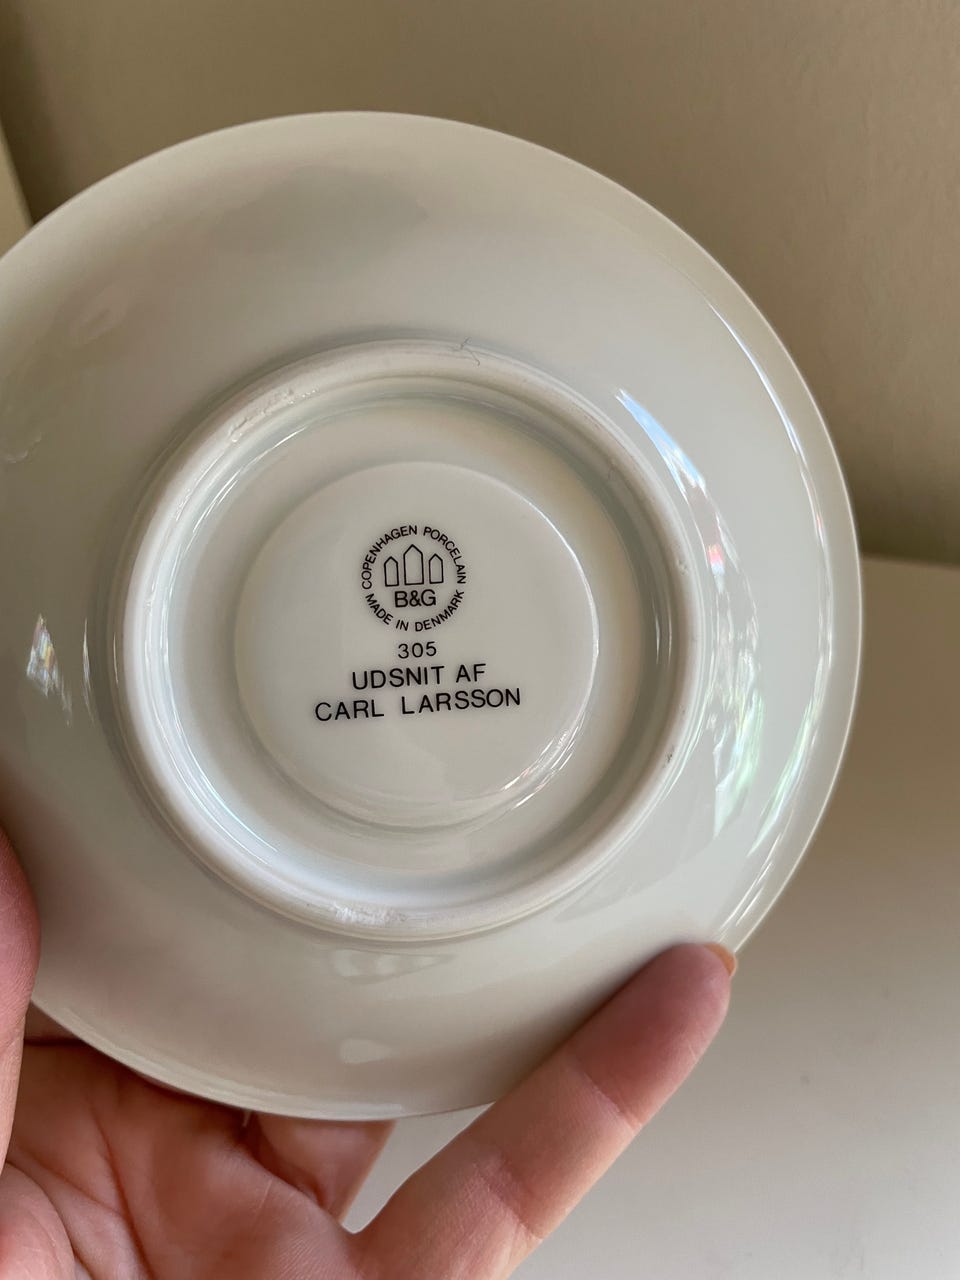 COPENHAGEN PORCELAIN
B&G
MADE IN DENMARK
305
UDSNIT AF
CARL LARSSON